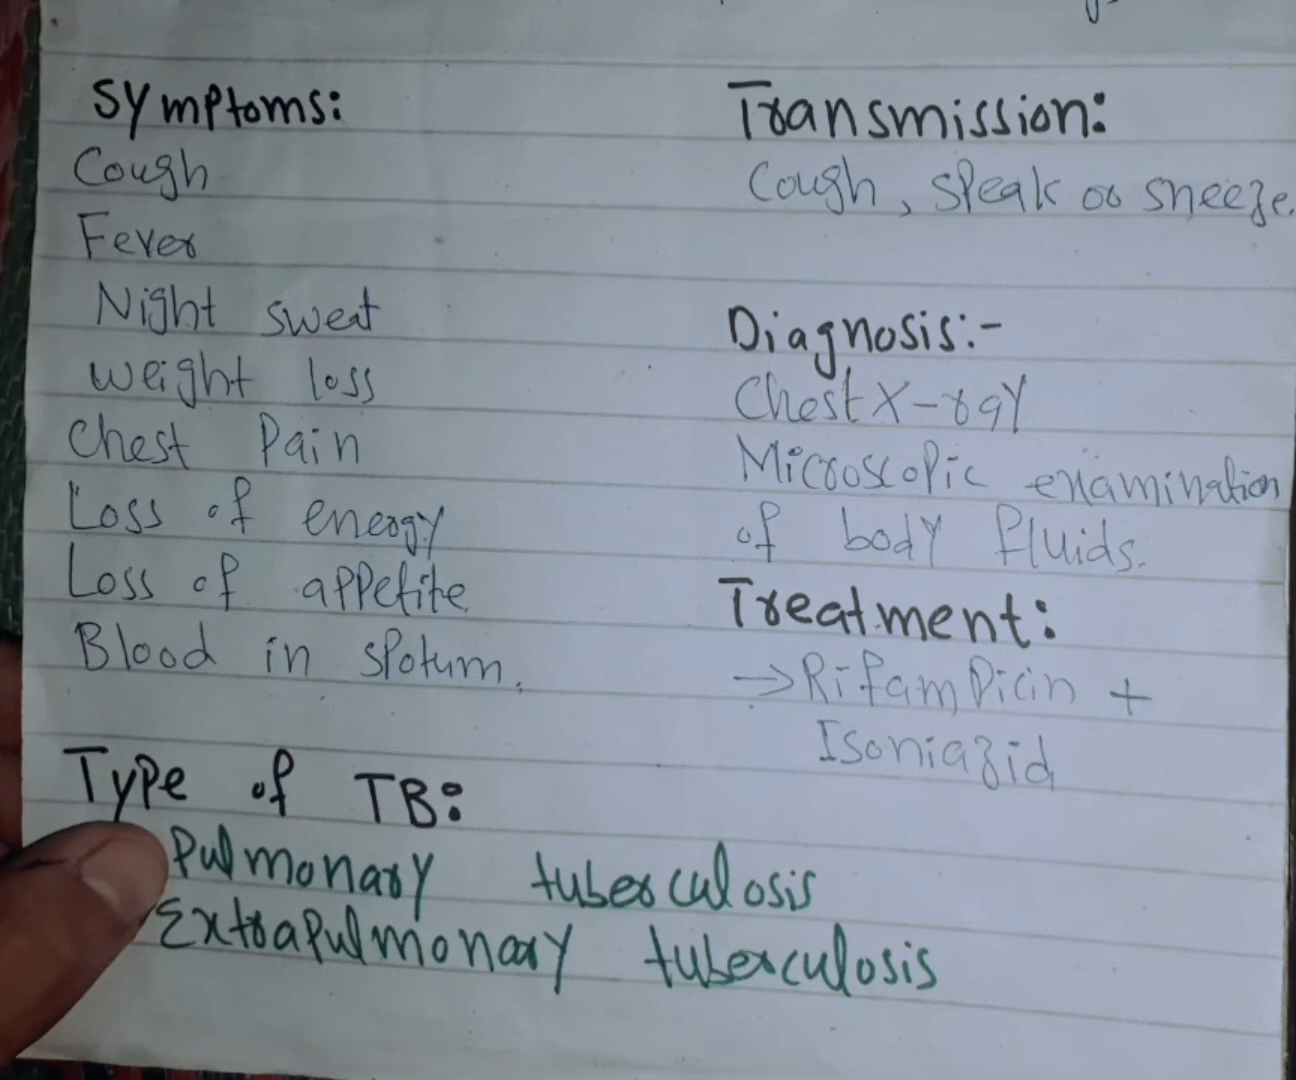 Symptoms:
Cough
Fever
Night sweat
Weight loss
Chest Pain
Loss of energy
Loss of appetite
Blood in spotum.
Type of TB:
Pulmonary tuberculosis
Extrapulmonary tuberculosis
Transmission:
Cough, speak or sneeze.
Diagnosis:-
Chest X-ray
Microscopic examination
of body fluids.
Treatment:
→Rifampicin +
Isoniazid